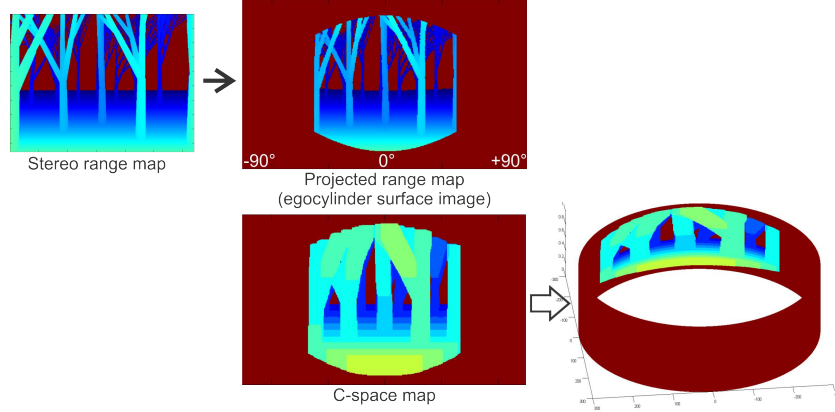 Stereo range map
-90°
0°
+90°
Projected range map
(egocylinder surface image)
C-space map